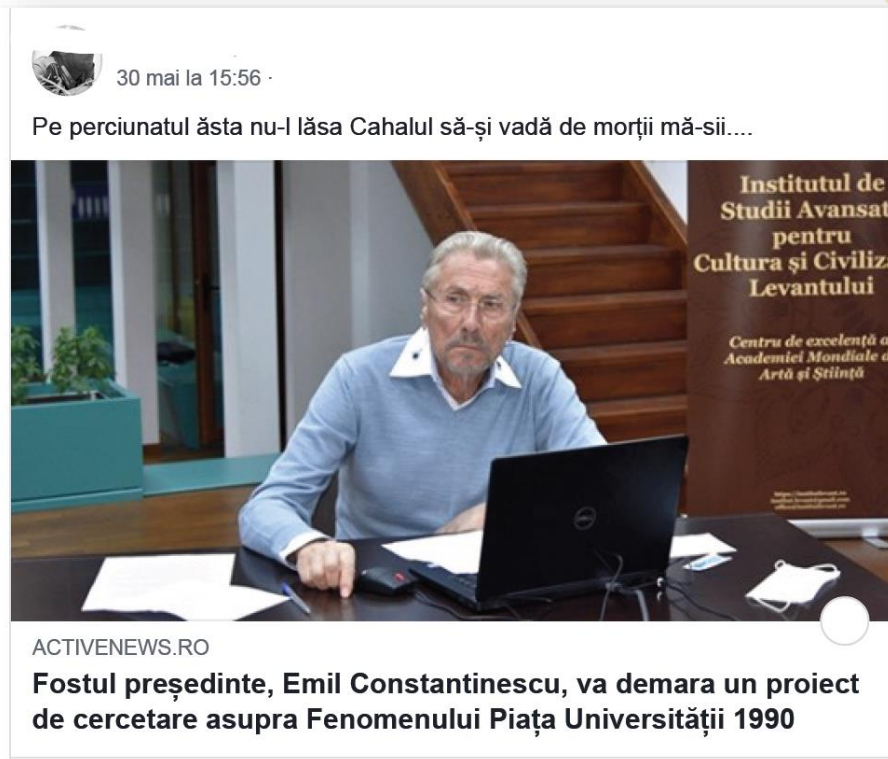 30 mai la 15:56 ·
Pe perciunatul ăsta nu-l lăsa Cahalul să-și vadă de morții mă-sii....
Institutul de
Studii Avansat
pentru
Cultura și Civiliza
Levantului
Centru de excelență a
Academiei Mondiale d
Artă și Știință
DELL
ACTIVENEWS.RO
Fostul președinte, Emil Constantinescu, va demara un proiect
de cercetare asupra Fenomenului Piața Universității 1990